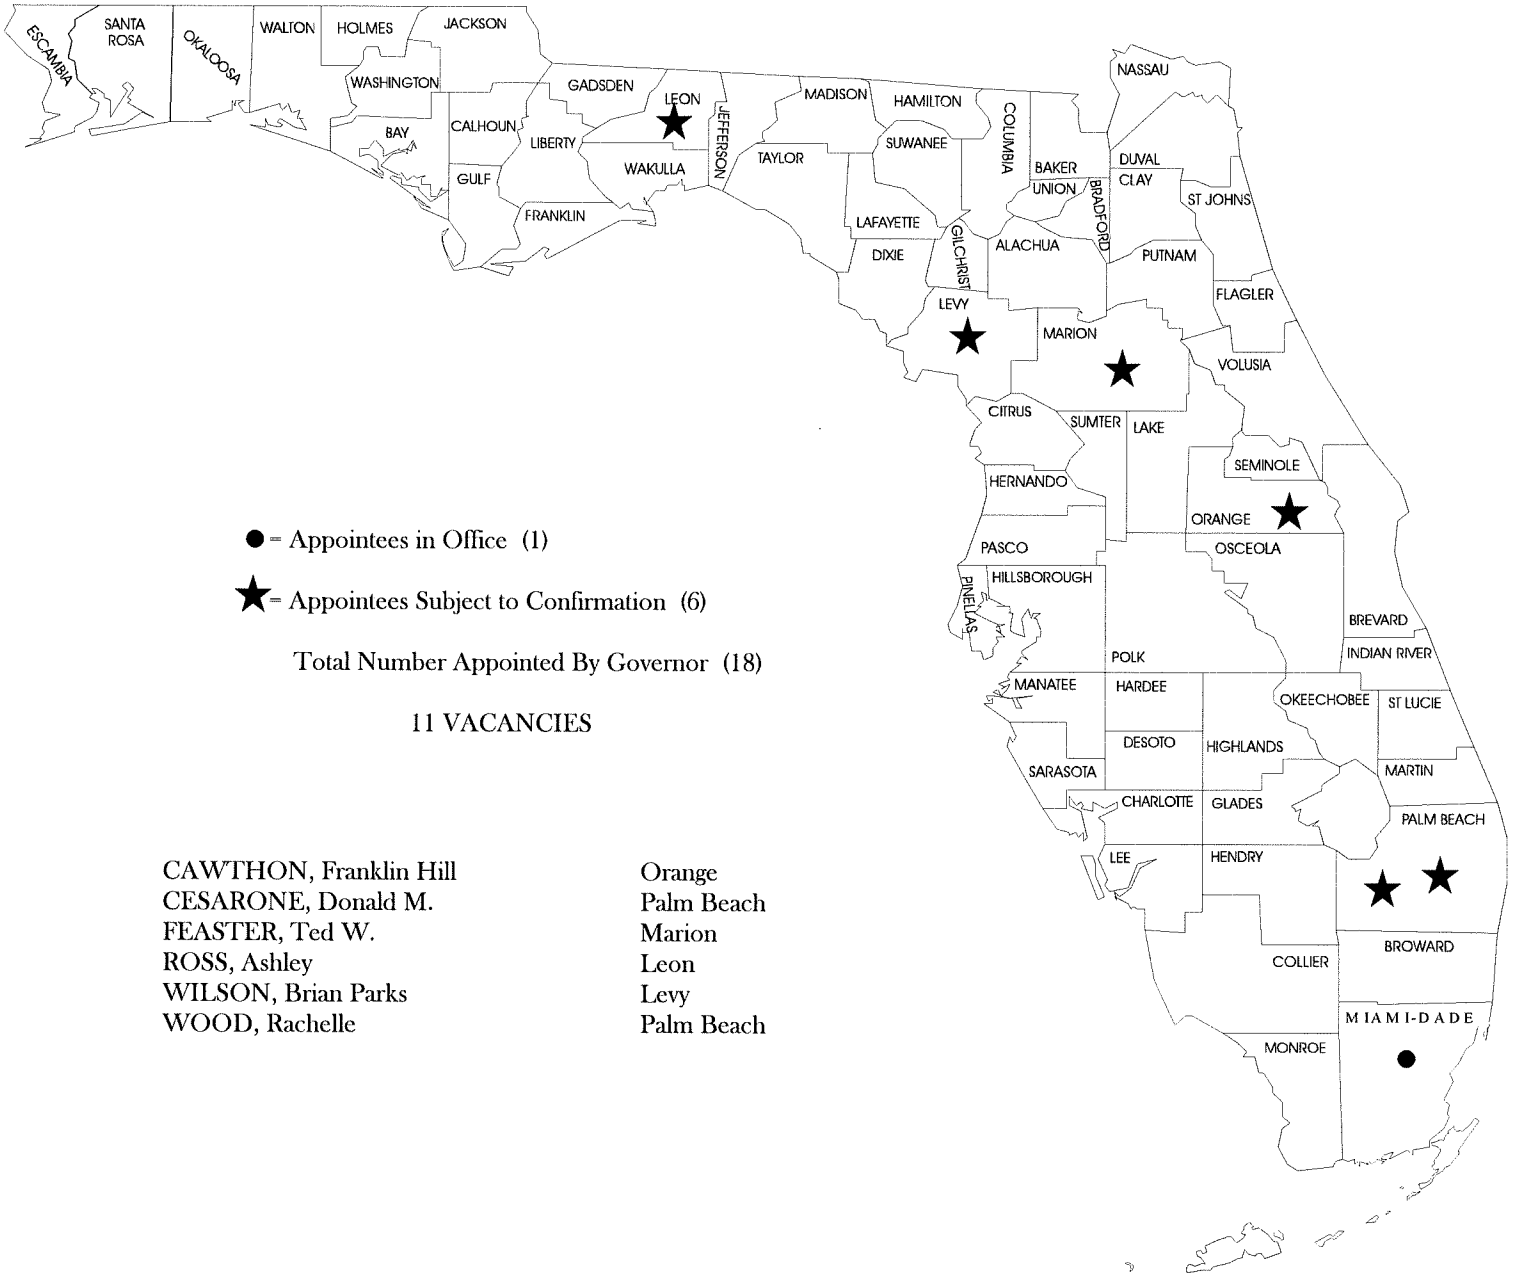 ESCAMBIA
SANTA
ROSA
OKALOOSA
WALTON
HOLMES
JACKSON
WASHINGTON
BAY
CALHOUN
GULF
GADSDEN
LIBERTY
FRANKLIN
LEON
WAKULLA
JEFFERSON
MADISON
TAYLOR
HAMILTON
SUWANEE
LAFAYETTE
DIXIE
COLUMBIA
GILCHRIST
BAKER
UNION
BRADFORD
ALACHUA
NASSAU
DUVAL
CLAY
ST JOHNS
PUTNAM
FLAGLER
LEVY
MARION
VOLUSIA
CITRUS
SUMTER
LAKE
SEMINOLE
HERNANDO
ORANGE
PASCO
OSCEOLA
PINELLAS
HILLSBOROUGH
BREVARD
POLK
INDIAN RIVER
MANATEE
HARDEE
OKEECHOBEE
ST LUCIE
DESOTO
HIGHLANDS
SARASOTA
MARTIN
CHARLOTTE
GLADES
PALM BEACH
LEE
HENDRY
BROWARD
COLLIER
MIAMI-DADE
MONROE
= Appointees in Office (1)
= Appointees Subject to Confirmation (6)
Total Number Appointed By Governor (18)
11 VACANCIES
CAWTHON, Franklin Hill Orange
CESARONE, Donald M. Palm Beach
FEASTER, Ted W. Marion
ROSS, Ashley Leon
WILSON, Brian Parks Levy
WOOD, Rachelle Palm Beach